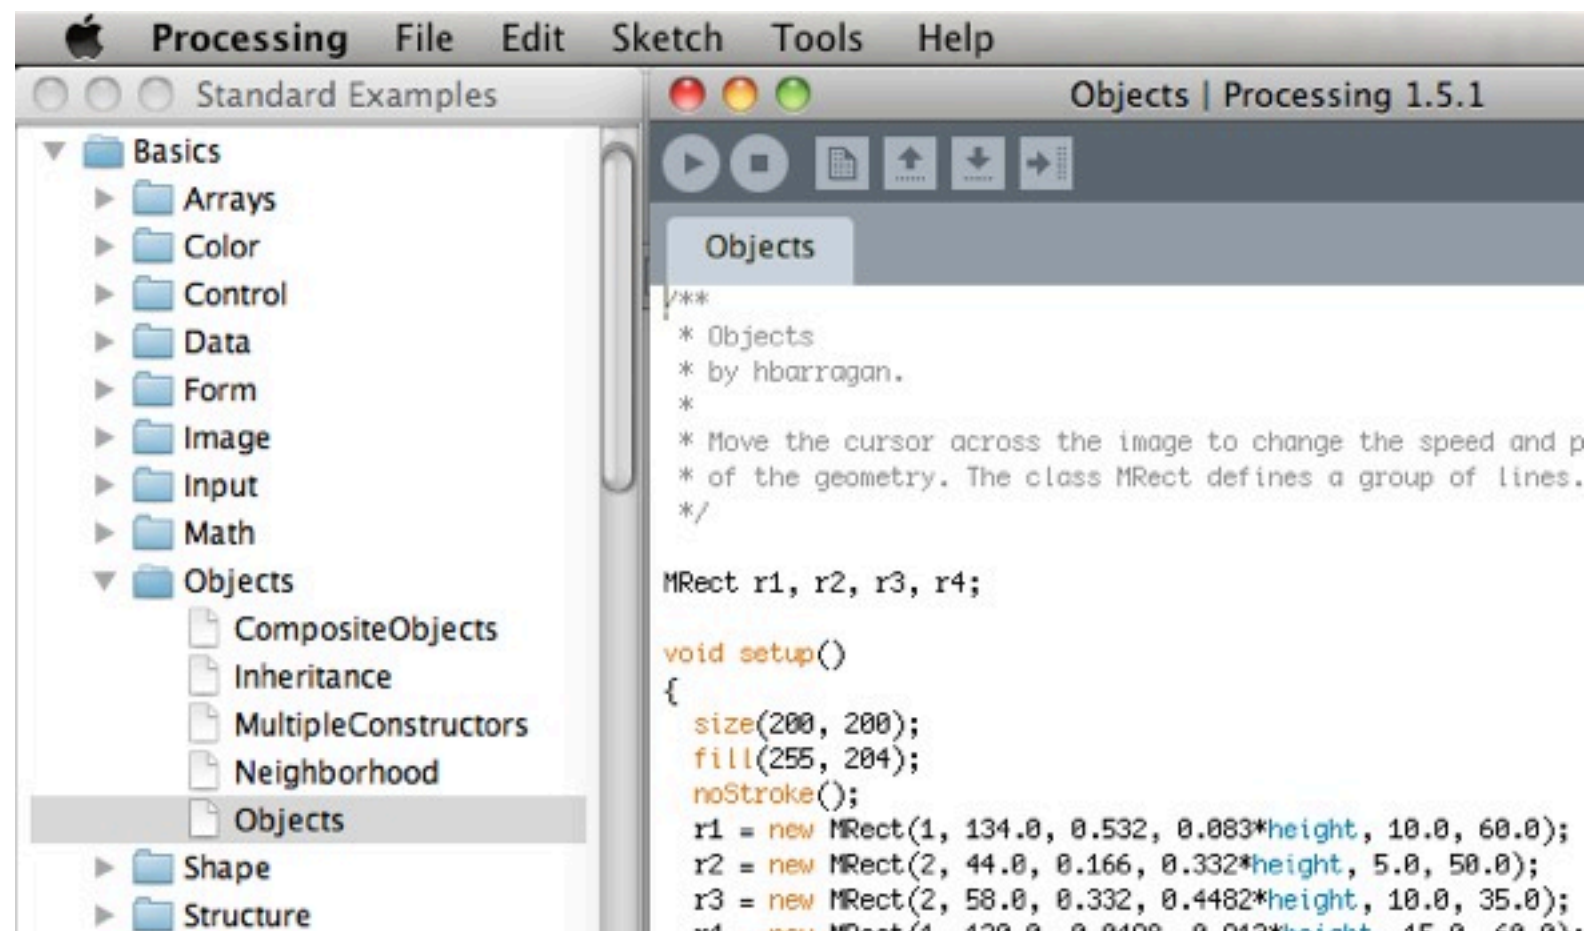 Processing File Edit Sketch Tools Help
Standard Examples
Basics
Arrays
Color
Control
Data
Form
Image
Input
Math
Objects
CompositeObjects
Inheritance
MultipleConstructors
Neighborhood
Objects
Shape
Structure
Objects | Processing 1.5.1
Objects
/**
* Objects
* by hbarragan.
*
* Move the cursor across the image to change the speed and p
* of the geometry. The class MRect defines a group of lines.
*/
MRect r1, r2, r3, r4;
void setup()
{
size(200, 200);
fill(255, 204);
noStroke();
r1 = new MRect(1, 134.0, 0.532, 0.083*height, 10.0, 60.0);
r2 = new MRect(2, 44.0, 0.166, 0.332*height, 5.0, 50.0);
r3 = new MRect(2, 58.0, 0.332, 0.4482*height, 10.0, 35.0);